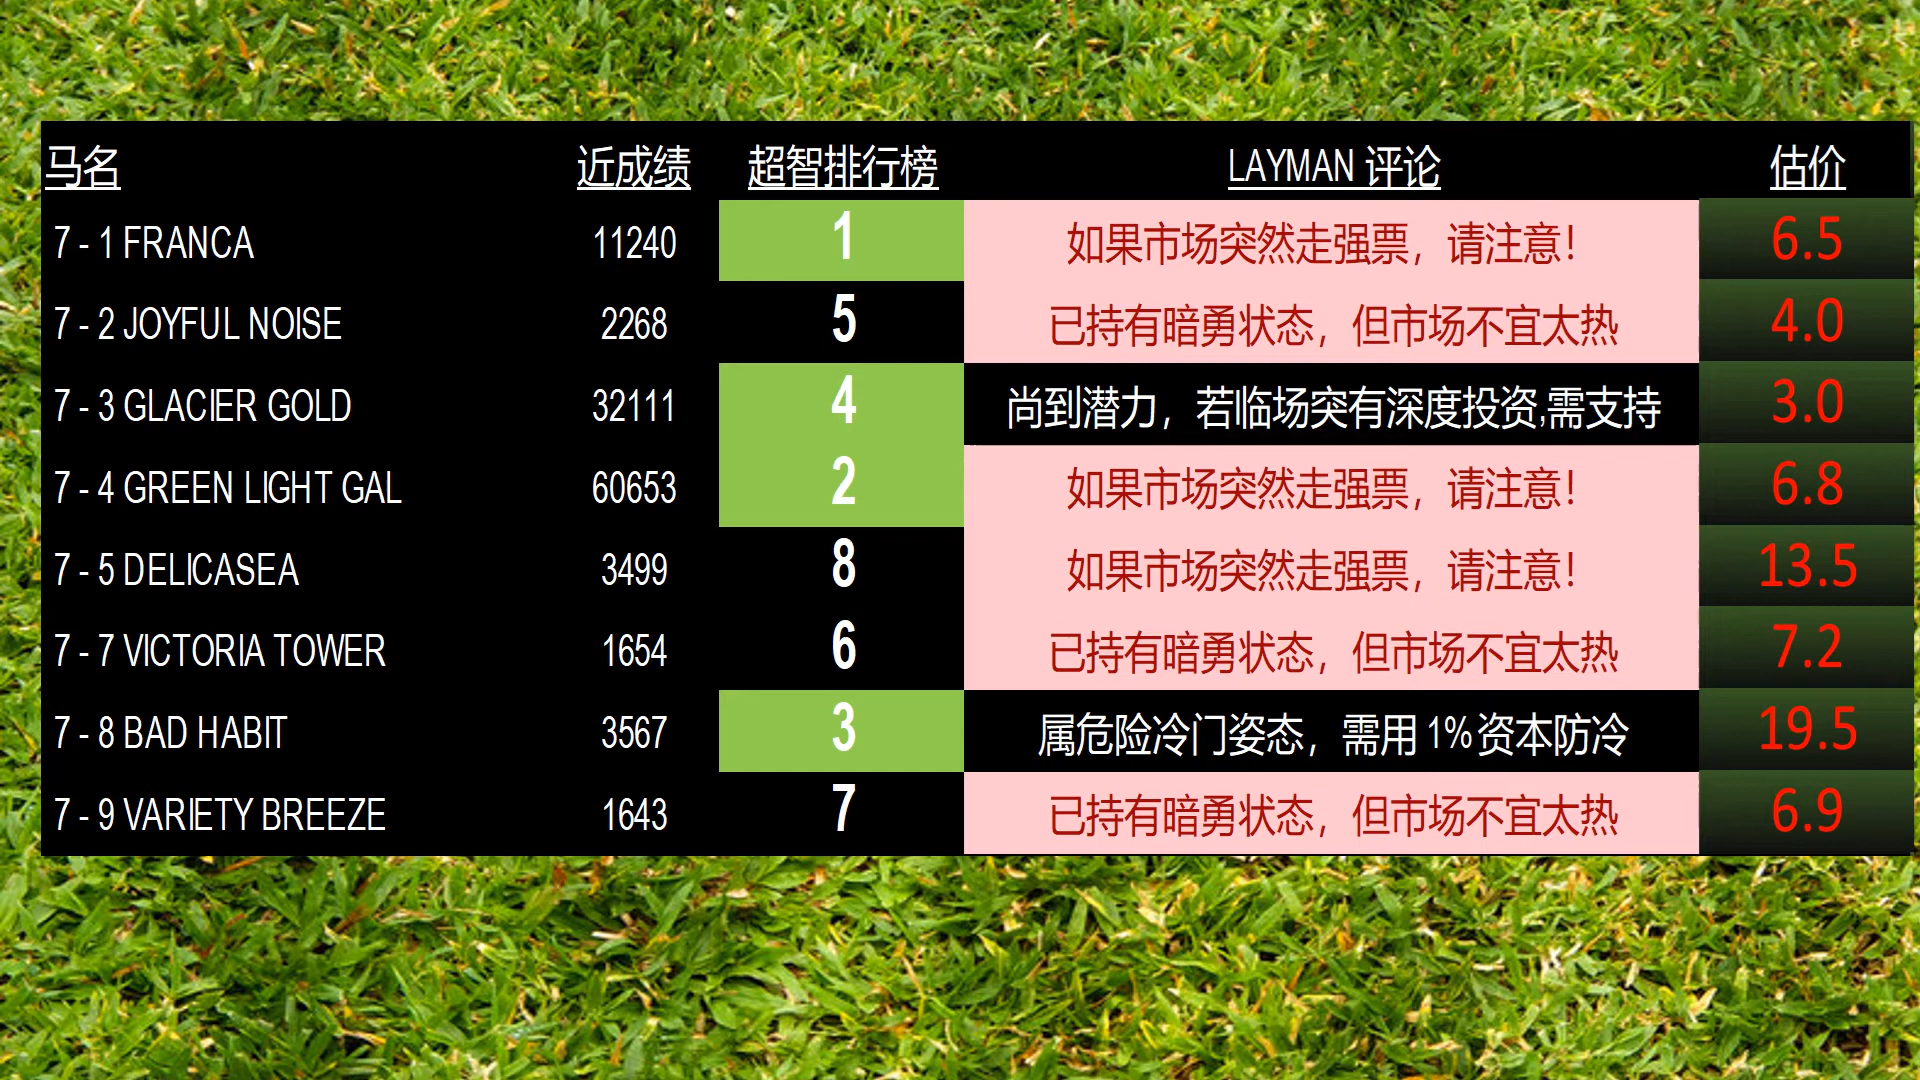 马名 近成绩 超智排行榜 LAYMAN 评论 估价
7 - 1 FRANCA 11240 1 如果市场突然走强票，请注意！ 6.5
7 - 2 JOYFUL NOISE 2268 5 已持有暗勇状态，但市场不宜太热 4.0
7 - 3 GLACIER GOLD 32111 4 尚到潜力，若临场突有深度投资,需支持 3.0
7 - 4 GREEN LIGHT GAL 60653 2 如果市场突然走强票，请注意！ 6.8
7 - 5 DELICASEA 3499 8 如果市场突然走强票，请注意！ 13.5
7 - 7 VICTORIA TOWER 1654 6 已持有暗勇状态，但市场不宜太热 7.2
7 - 8 BAD HABIT 3567 3 属危险冷门姿态，需用 1% 资本防冷 19.5
7 - 9 VARIETY BREEZE 1643 7 已持有暗勇状态，但市场不宜太热 6.9